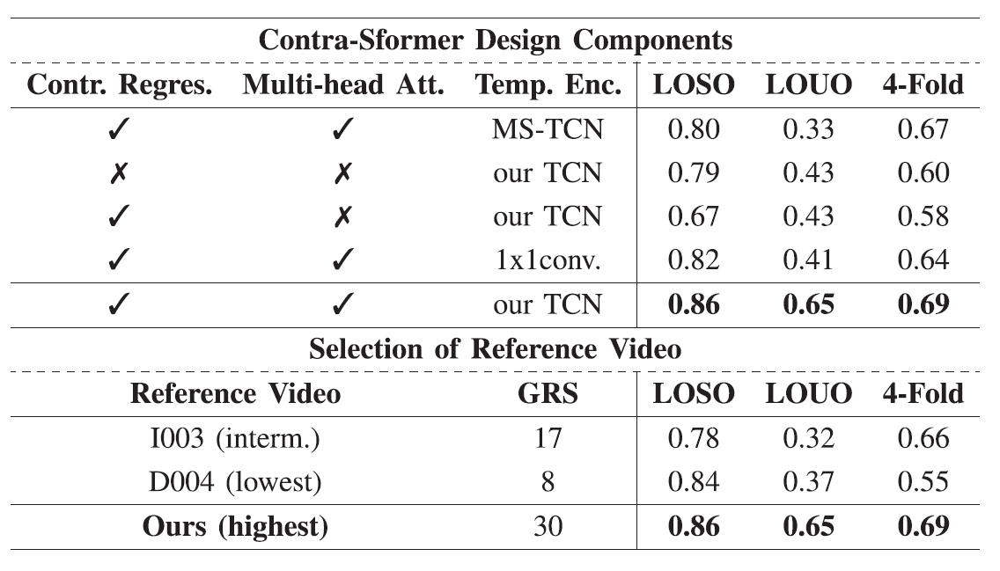 Contra-Sformer Design Components
Contr. Regres. Multi-head Att. Temp. Enc. LOSO LOUO 4-Fold
✓ ✓ MS-TCN 0.80 0.33 0.67
✗ ✗ our TCN 0.79 0.43 0.60
✓ ✗ our TCN 0.67 0.43 0.58
✓ ✓ 1x1conv. 0.82 0.41 0.64
✓ ✓ our TCN 0.86 0.65 0.69
Selection of Reference Video
Reference Video GRS LOSO LOUO 4-Fold
I003 (interm.) 17 0.78 0.32 0.66
D004 (lowest) 8 0.84 0.37 0.55
Ours (highest) 30 0.86 0.65 0.69